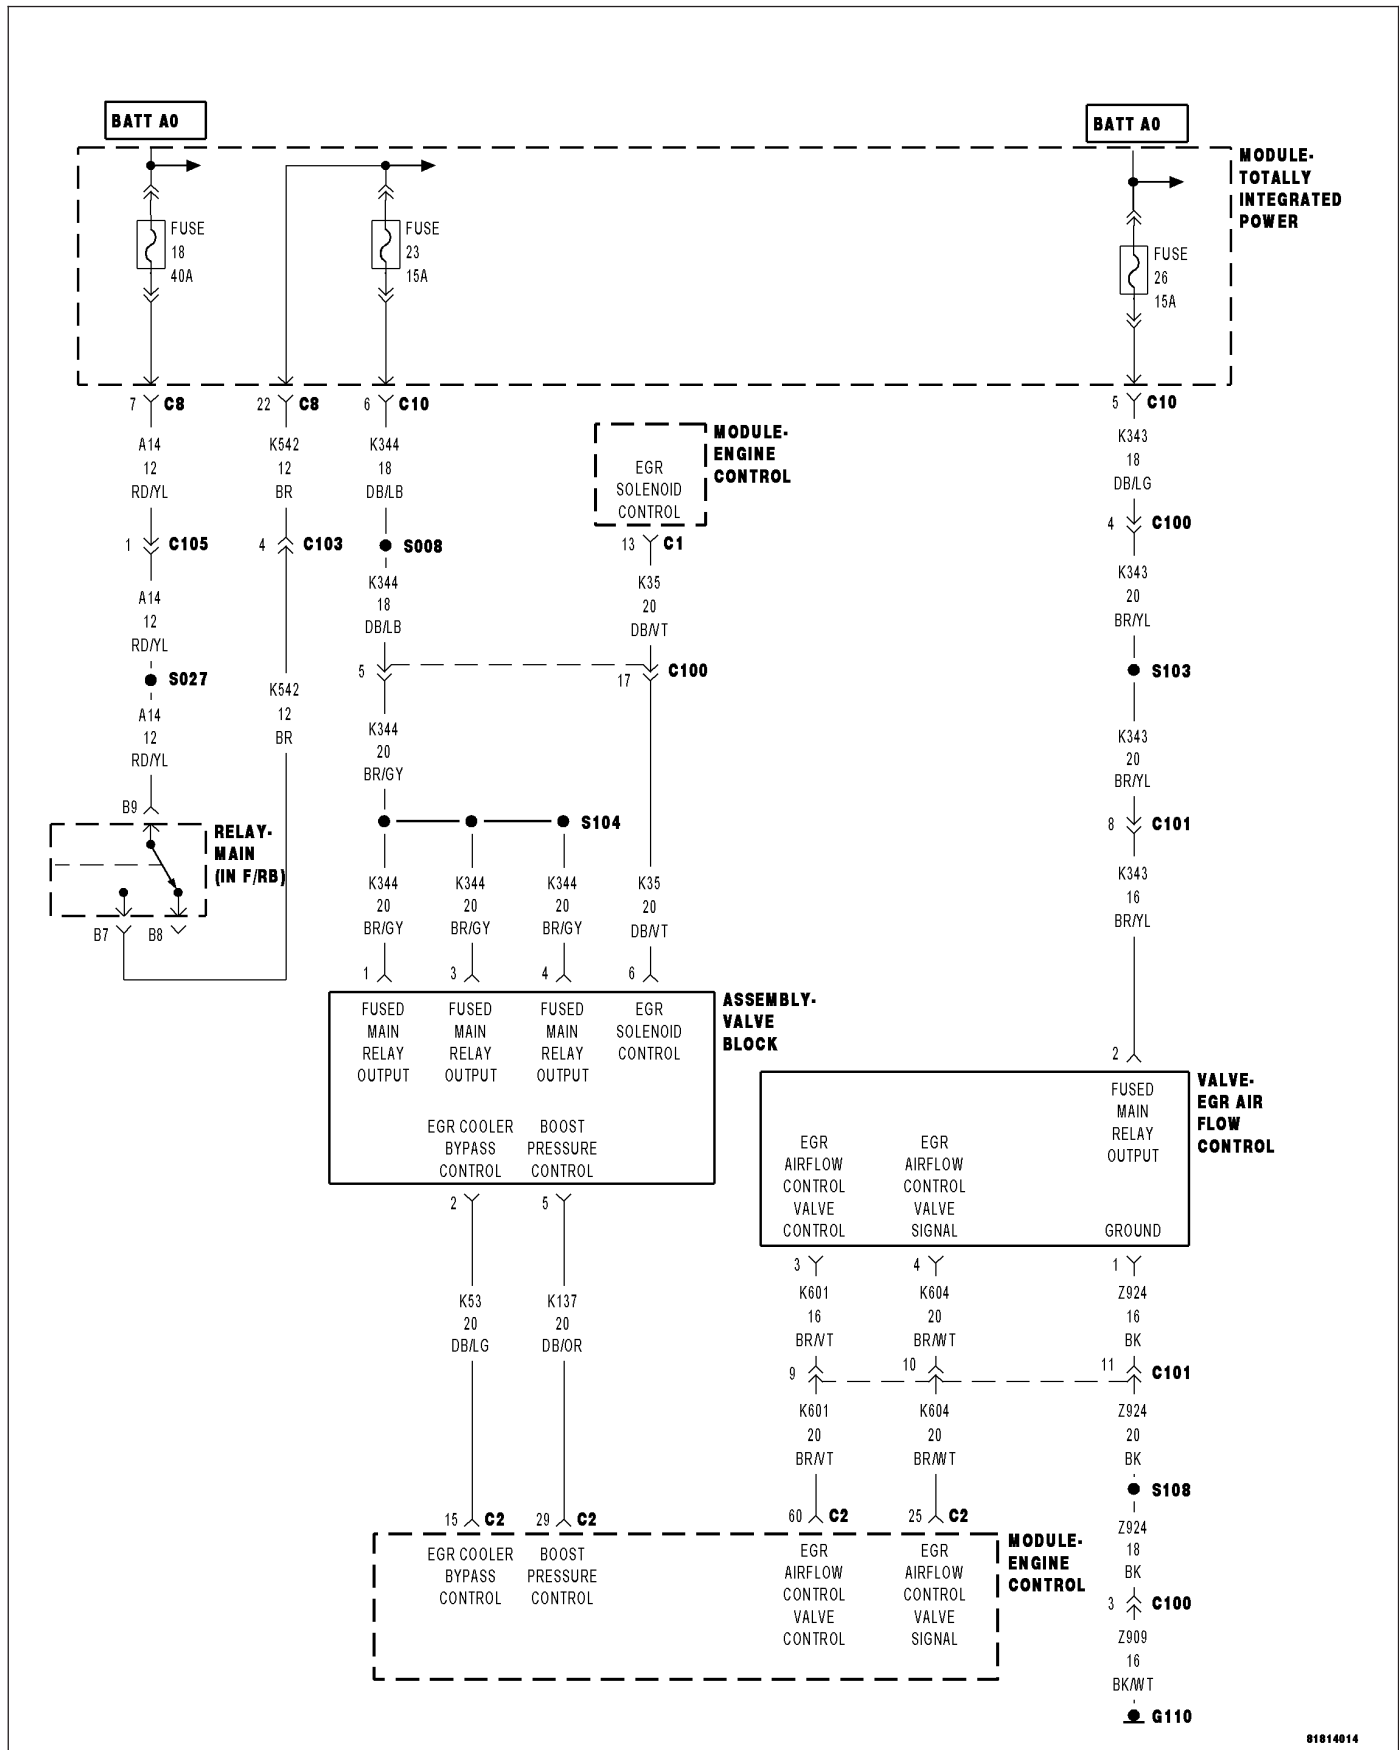 BATT A0
BATT A0
MODULE-
TOTALLY
INTEGRATED
POWER
FUSE
18
40A
FUSE
23
15A
FUSE
26
15A
7 C8
22 C8
6 C10
5 C10
A14
12
RD/YL
K542
12
BR
K344
18
DB/LB
MODULE-
ENGINE
CONTROL
EGR
SOLENOID
CONTROL
K343
18
DB/LG
4 C100
1 C105
4 C103
S008
13 C1
A14
12
RD/YL
K344
18
DB/LB
K35
20
DB/VT
K343
20
BR/YL
S027
5
17 C100
S103
A14
12
RD/YL
K542
12
BR
K344
20
BR/GY
K343
20
BR/YL
B9
RELAY-
MAIN
(IN F/RB)
B7
B8
S104
8 C101
K344
20
BR/GY
K344
20
BR/GY
K344
20
BR/GY
K35
20
DB/VT
K343
16
BR/YL
1
3
4
6
ASSEMBLY-
VALVE
BLOCK
FUSED
MAIN
RELAY
OUTPUT
FUSED
MAIN
RELAY
OUTPUT
FUSED
MAIN
RELAY
OUTPUT
EGR
SOLENOID
CONTROL
EGR COOLER
BYPASS
CONTROL
BOOST
PRESSURE
CONTROL
2
VALVE-
EGR AIR
FLOW
CONTROL
FUSED
MAIN
RELAY
OUTPUT
EGR
AIRFLOW
CONTROL
VALVE
CONTROL
EGR
AIRFLOW
CONTROL
VALVE
SIGNAL
GROUND
2
5
3
4
1
K53
20
DB/LG
K137
20
DB/OR
K601
16
BR/VT
K604
20
BR/WT
Z924
16
BK
9
10
11 C101
K601
20
BR/VT
K604
20
BR/WT
Z924
20
BK
S108
15 C2
29 C2
60 C2
25 C2
Z924
18
BK
MODULE-
ENGINE
CONTROL
EGR COOLER
BYPASS
CONTROL
BOOST
PRESSURE
CONTROL
EGR
AIRFLOW
CONTROL
VALVE
CONTROL
EGR
AIRFLOW
CONTROL
VALVE
SIGNAL
3 C100
Z909
16
BK/WT
G110
81814014